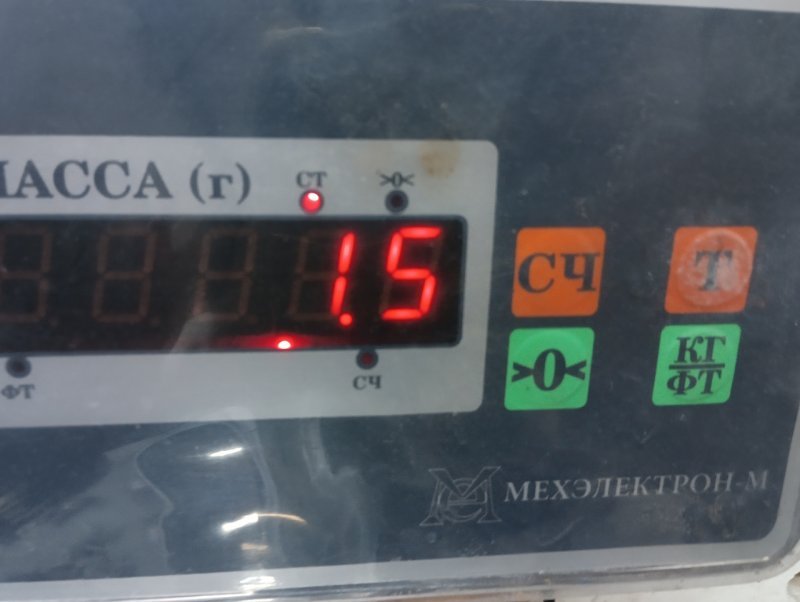 МАССА (г)
СТ >0<
1.5
ФТ СЧ
СЧ Т
>0< КГ
ФТ
МЕХЭЛЕКТРОН-М